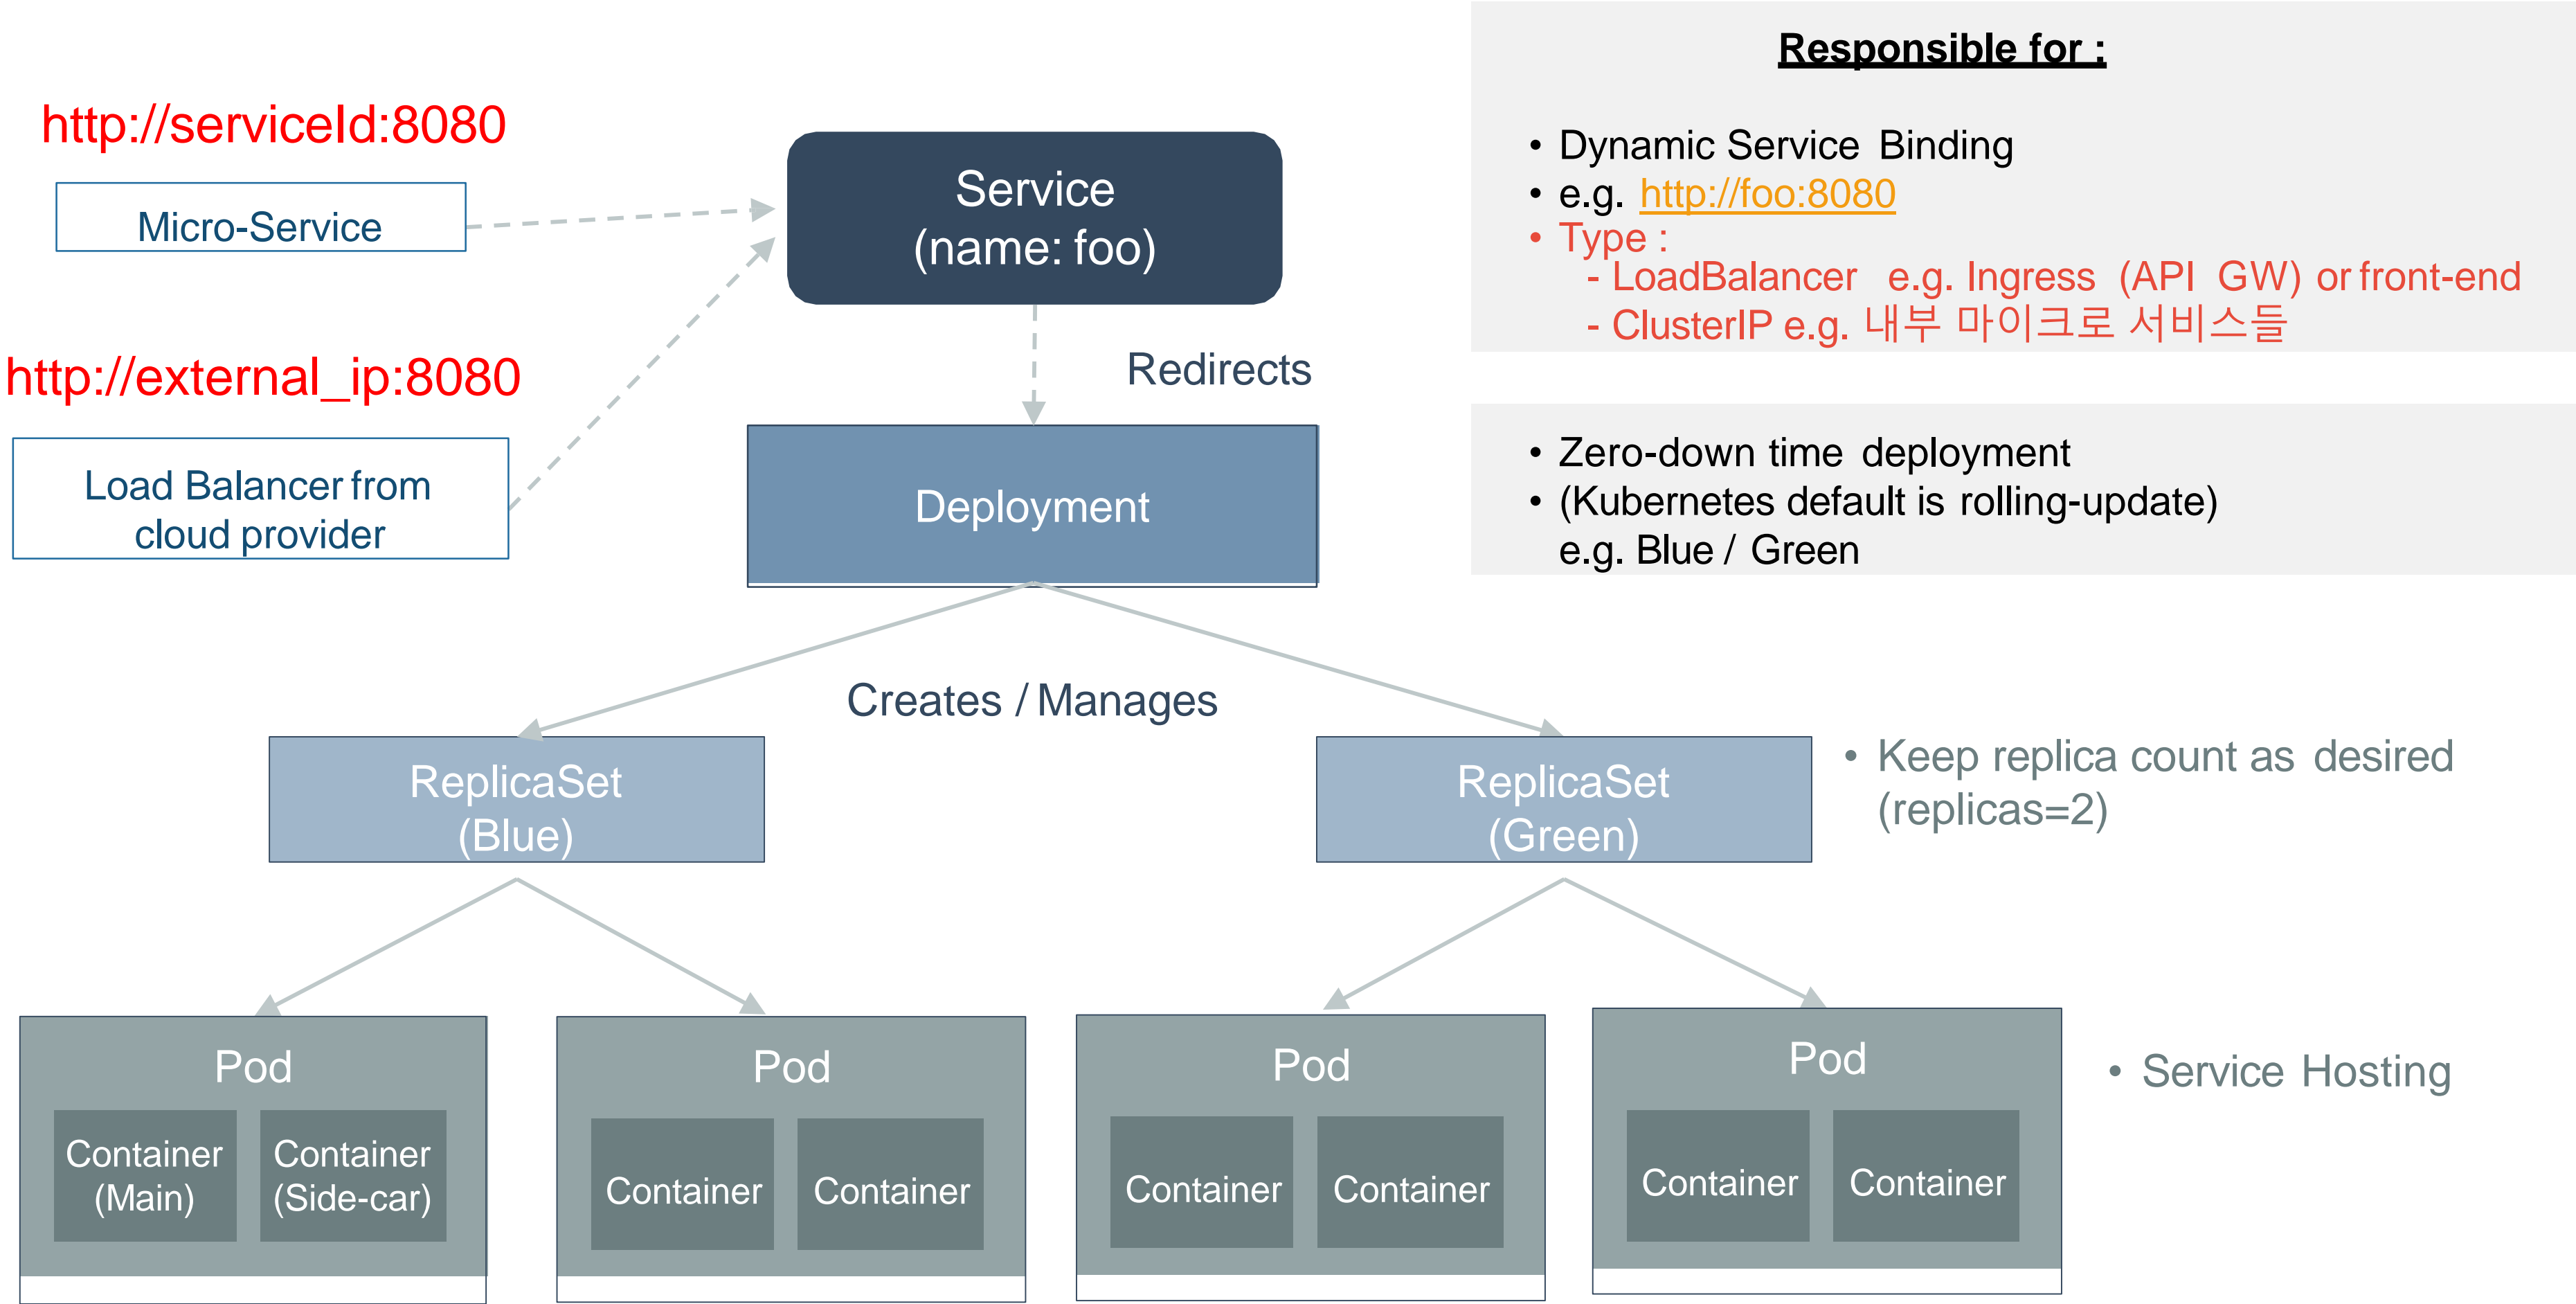 http://serviceId:8080
Micro-Service
http://external_ip:8080
Load Balancer from
cloud provider
Service
(name: foo)
Redirects
Deployment
Creates / Manages
Responsible for :
• Dynamic Service Binding
• e.g. http://foo:8080
• Type :
- LoadBalancer e.g. Ingress (API GW) or front-end
- ClusterIP e.g. 내부 마이크로 서비스들
• Zero-down time deployment
• (Kubernetes default is rolling-update)
e.g. Blue / Green
ReplicaSet
(Blue)
ReplicaSet
(Green)
• Keep replica count as desired
(replicas=2)
Pod
Container
(Main)
Container
(Side-car)
Pod
Container
Container
Pod
Container
Container
Pod
Container
Container
• Service Hosting